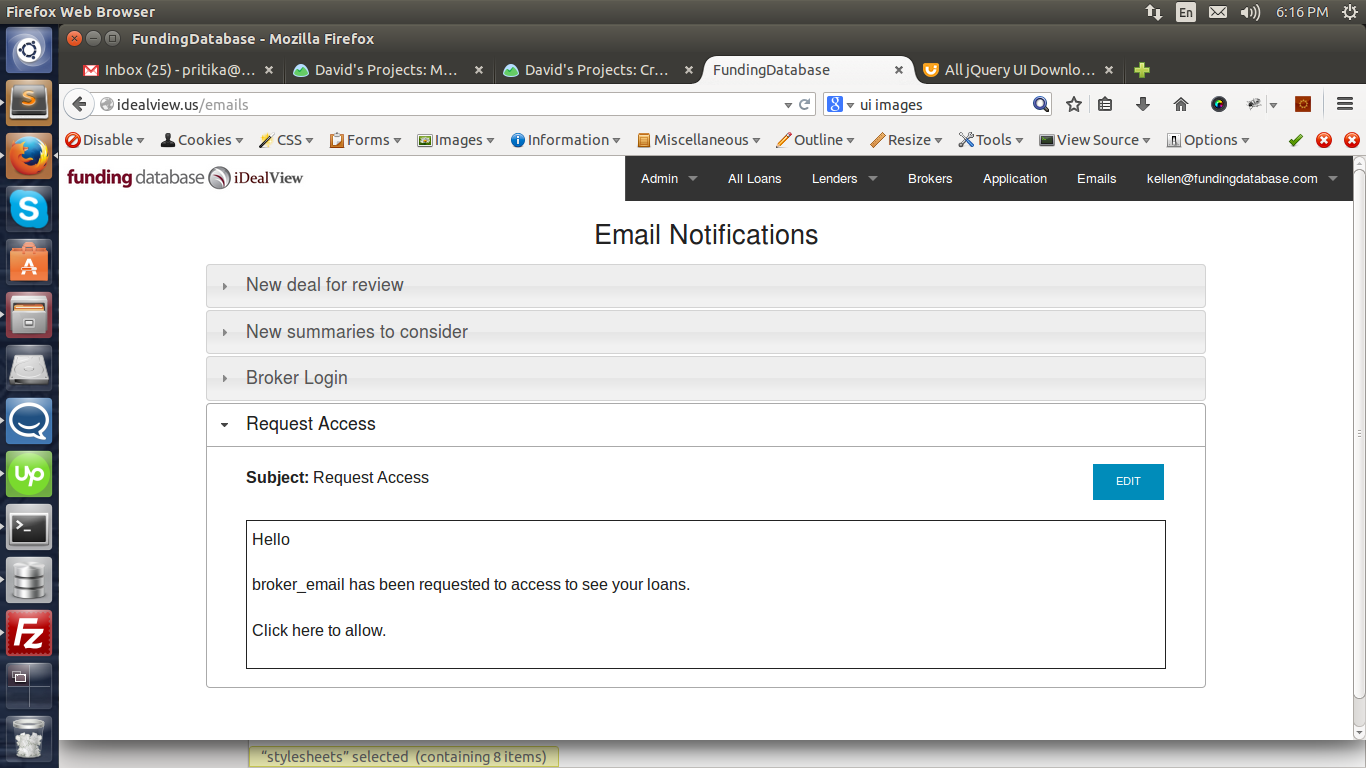 Firefox Web Browser
En
6:16 PM
FundingDatabase - Mozilla Firefox
Inbox (25) - pritika@...
David's Projects: M...
David's Projects: Cr...
FundingDatabase
All jQuery UI Downlo...
idealview.us/emails
ui images
Disable
Cookies
CSS
Forms
Images
Information
Miscellaneous
Outline
Resize
Tools
View Source
Options
funding database iDealView
Admin
All Loans
Lenders
Brokers
Application
Emails
kellen@fundingdatabase.com
Email Notifications
New deal for review
New summaries to consider
Broker Login
Request Access
Subject: Request Access
EDIT
Hello
broker_email has been requested to access to see your loans.
Click here to allow.
“stylesheets” selected (containing 8 items)